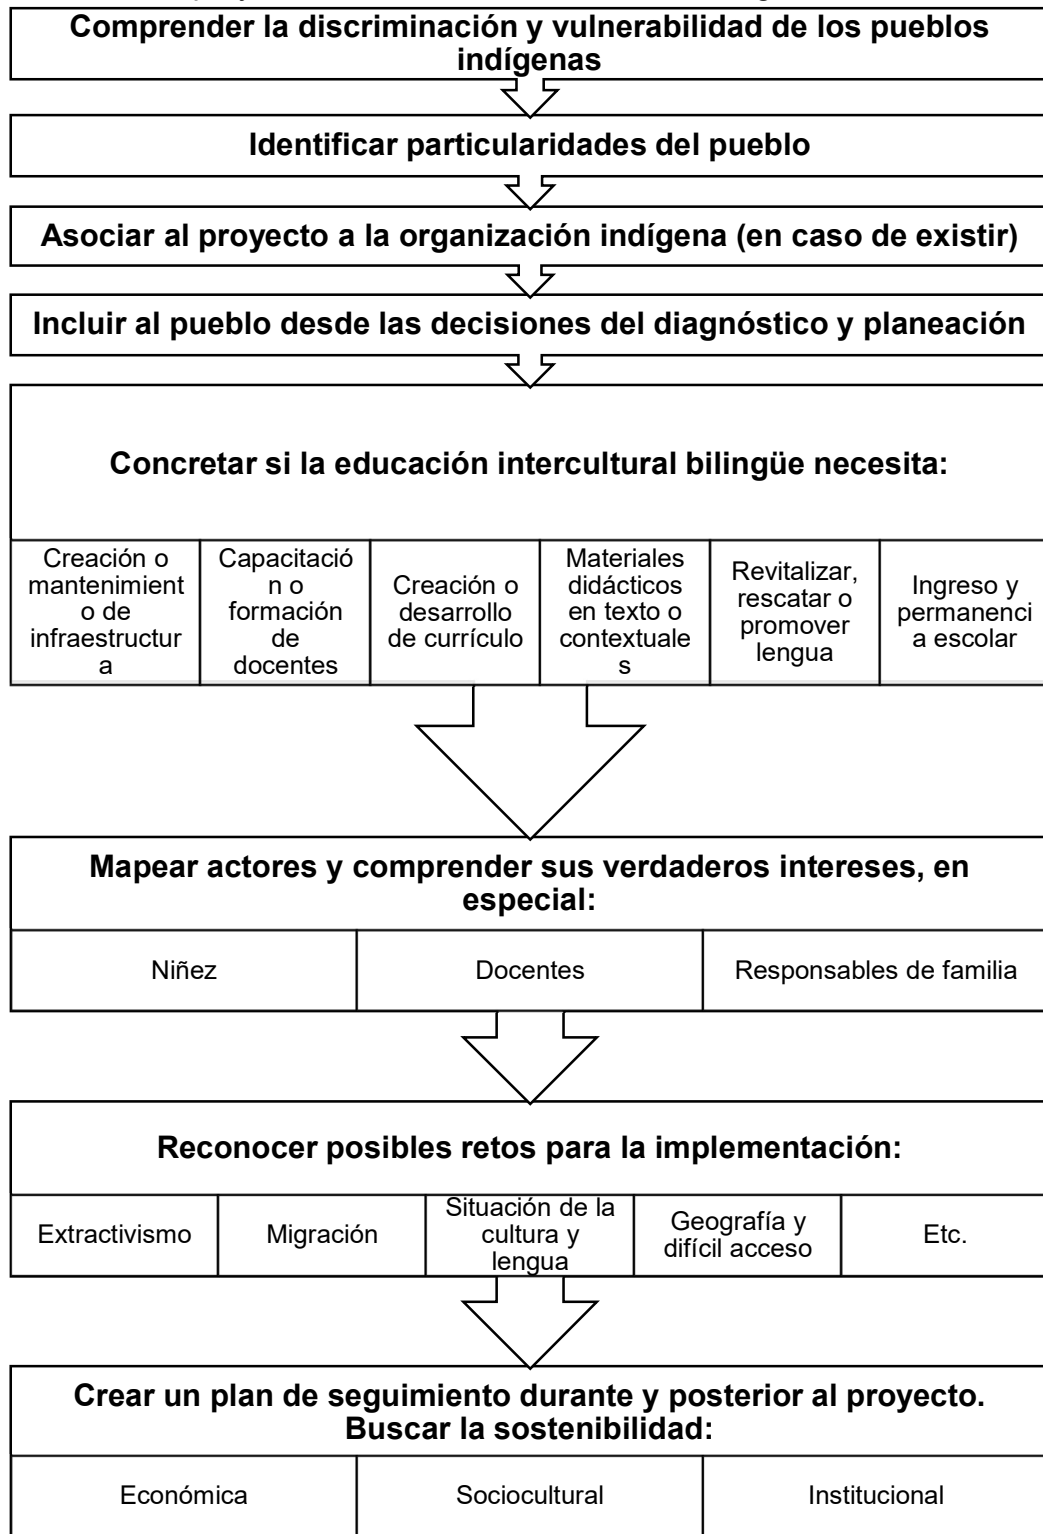 Comprender la discriminación y vulnerabilidad de los pueblos
indígenas
Identificar particularidades del pueblo
Asociar al proyecto a la organización indígena (en caso de existir)
Incluir al pueblo desde las decisiones del diagnóstico y planeación
Concretar si la educación intercultural bilingüe necesita:
Creación o
mantenimient
o de
infraestructur
a
Capacitació
n o
formación
de
docentes
Creación o
desarrollo
de currículo
Materiales
didácticos
en texto o
contextuale
s
Revitalizar,
rescatar o
promover
lengua
Ingreso y
permanenci
a escolar
Mapear actores y comprender sus verdaderos intereses, en
especial:
Niñez
Docentes
Responsables de familia
Reconocer posibles retos para la implementación:
Extractivismo
Migración
Situación de la
cultura y
lengua
Geografía y
difícil acceso
Etc.
Crear un plan de seguimiento durante y posterior al proyecto.
Buscar la sostenibilidad:
Económica
Sociocultural
Institucional